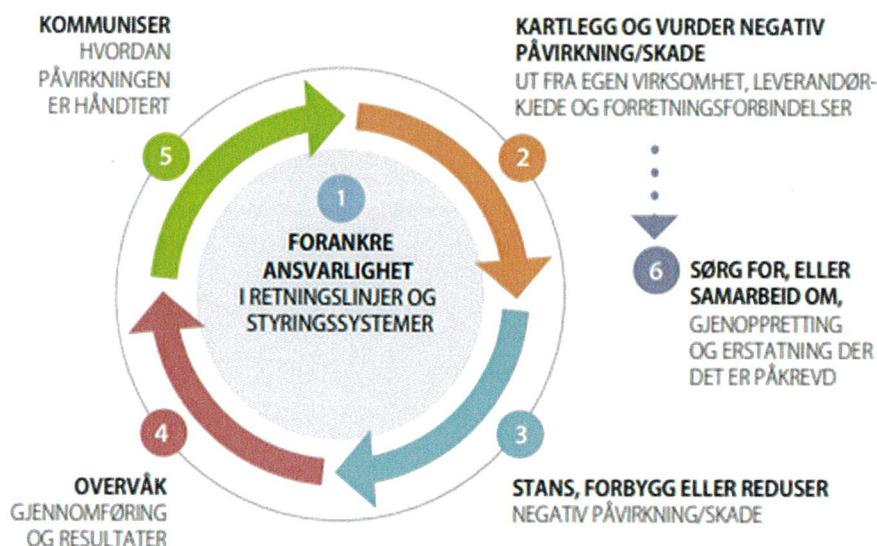 1
FORANKRE
ANSVARLIGHET
I RETNINGSLINJER OG
STYRINGSSYSTEMER
2
KARTLEGG OG VURDER NEGATIV
PÅVIRKNING/SKADE
UT FRA EGEN VIRKSOMHET, LEVERANDØR-
KJEDE OG FORRETNINGSFORBINDELSER
3
STANS, FORBYGG ELLER REDUSER
NEGATIV PÅVIRKNING/SKADE
4
OVERVÅK
GJENNOMFØRING
OG RESULTATER
5
KOMMUNISER
HVORDAN
PÅVIRKNINGEN
ER HÅNDTERT
6
SØRG FOR, ELLER
SAMARBEID OM,
GJENOPPRETTING
OG ERSTATNING DER
DET ER PÅKREVD